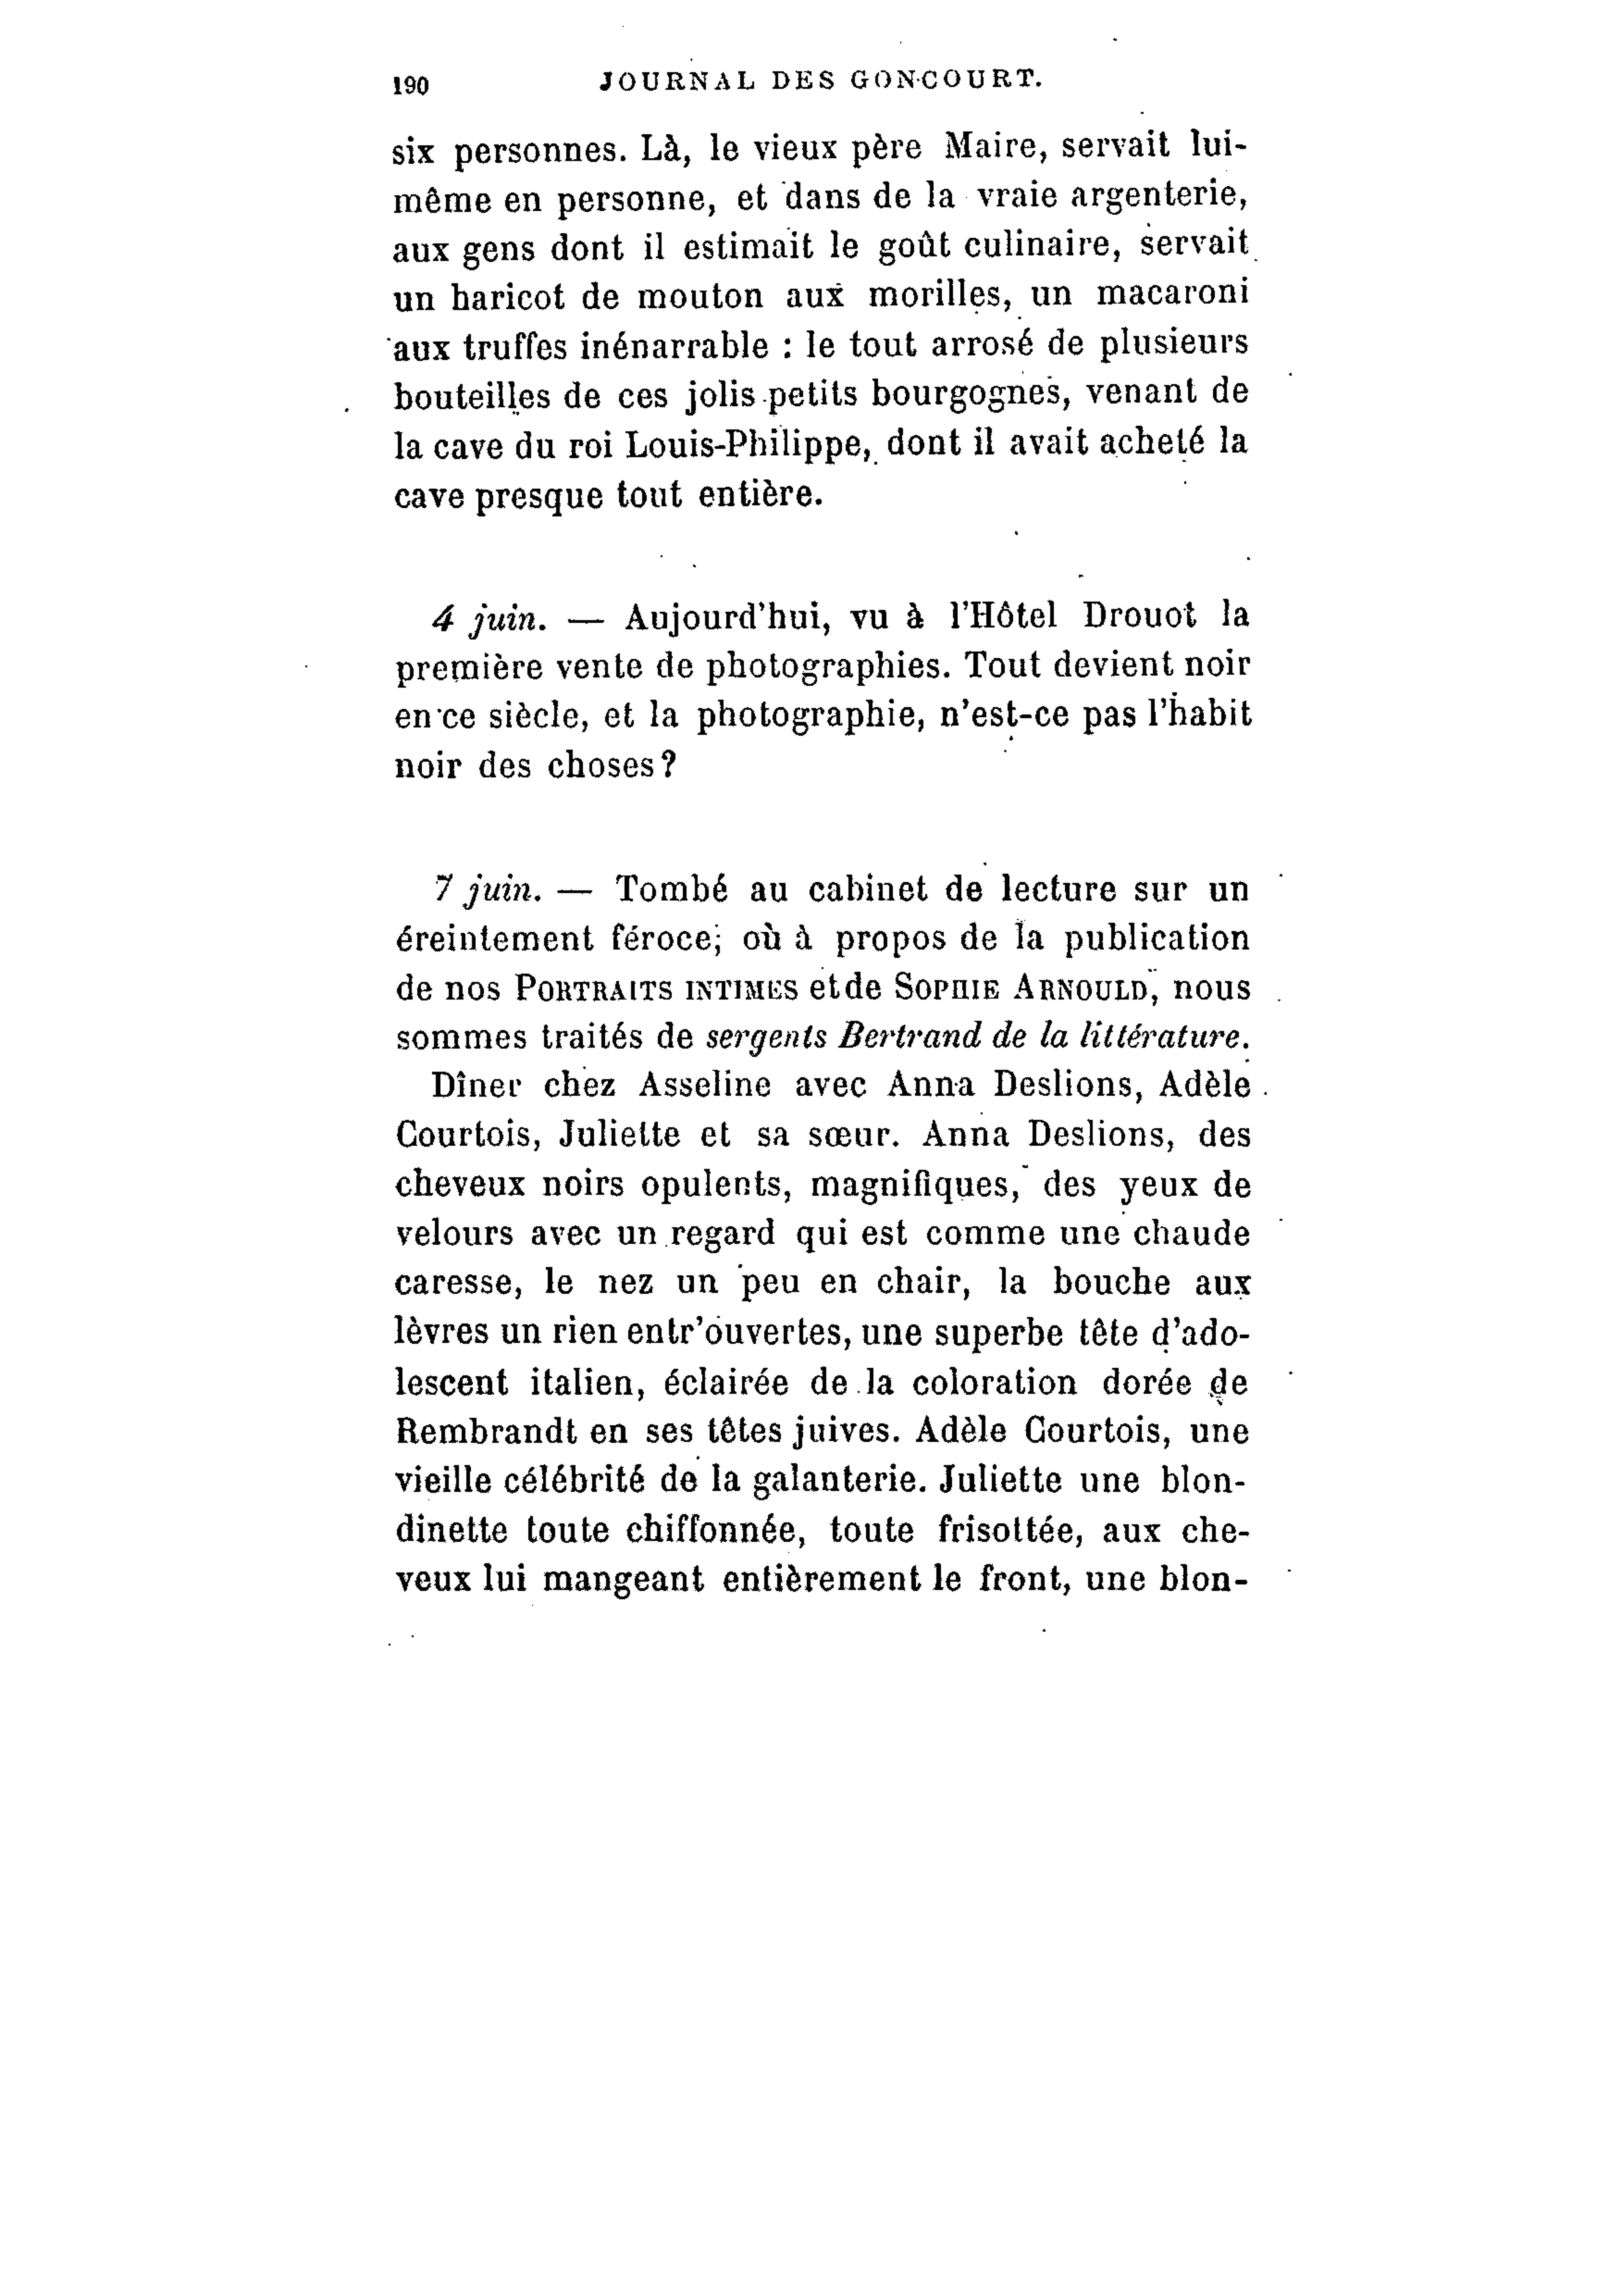 190 JOURNAL DES GONCOURT.
six personnes. Là, le vieux père Maire, servait lui-
même en personne, et dans de la vraie argenterie,
aux gens dont il estimait le goût culinaire, servait
un haricot de mouton aux morilles, un macaroni
aux truffes inénarrable : le tout arrosé de plusieurs
bouteilles de ces jolis petits bourgognes, venant de
la cave du roi Louis-Philippe, dont il avait acheté la
cave presque tout entière.
4 juin. — Aujourd'hui, vu à l'Hôtel Drouot la
première vente de photographies. Tout devient noir
en ce siècle, et la photographie, n'est-ce pas l'habit
noir des choses?
7 juin. — Tombé au cabinet de lecture sur un
éreintement féroce; où à propos de la publication
de nos PORTRAITS INTIMES et de SOPHIE ARNOULD, nous
sommes traités de sergents Bertrand de la littérature.
Dîner chez Asseline avec Anna Deslions, Adèle
Courtois, Juliette et sa sœur. Anna Deslions, des
cheveux noirs opulents, magnifiques, des yeux de
velours avec un regard qui est comme une chaude
caresse, le nez un peu en chair, la bouche aux
lèvres un rien entr'ouvertes, une superbe tête d'ado-
lescent italien, éclairée de la coloration dorée de
Rembrandt en ses têtes juives. Adèle Courtois, une
vieille célébrité de la galanterie. Juliette une blon-
dinette toute chiffonnée, toute frisottée, aux che-
veux lui mangeant entièrement le front, une blon-